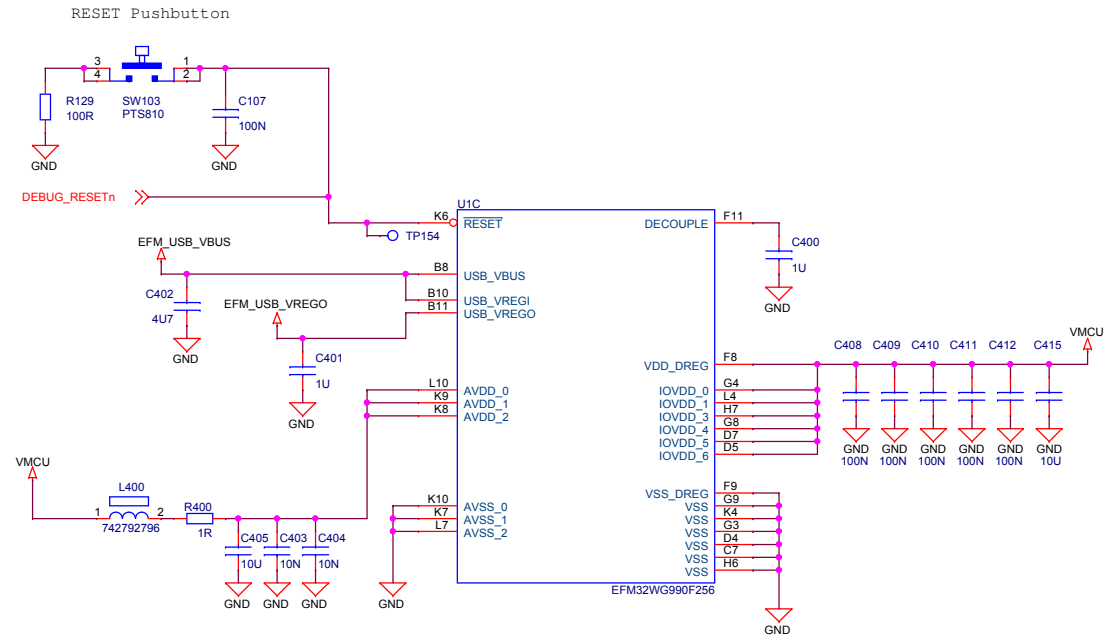 RESET Pushbutton
3
4
1
2
R129
100R
SW103
PTS810
C107
100N
GND
GND
DEBUG_RESETn
U1C
K6
RESET
TP154
DECOUPLE
F11
C400
1U
GND
EFM_USB_VBUS
B8
USB_VBUS
C402
4U7
GND
EFM_USB_VREGO
B10
USB_VREGI
B11
USB_VREGO
C401
1U
GND
L10
AVDD_0
K9
AVDD_1
K8
AVDD_2
VDD_DREG
F8
IOVDD_0
G4
IOVDD_1
L4
IOVDD_3
H7
IOVDD_4
G8
IOVDD_5
D7
IOVDD_6
D5
C408
C409
C410
C411
C412
C415
VMCU
GND
GND
GND
GND
GND
GND
100N
100N
100N
100N
100N
10U
VMCU
L400
1
2
742792796
R400
1R
C405
10U
C403
10N
C404
10N
GND
GND
GND
K10
AVSS_0
K7
AVSS_1
L7
AVSS_2
GND
VSS_DREG
F9
VSS
G9
VSS
K4
VSS
G3
VSS
D4
VSS
C7
VSS
H6
EFM32WG990F256
GND